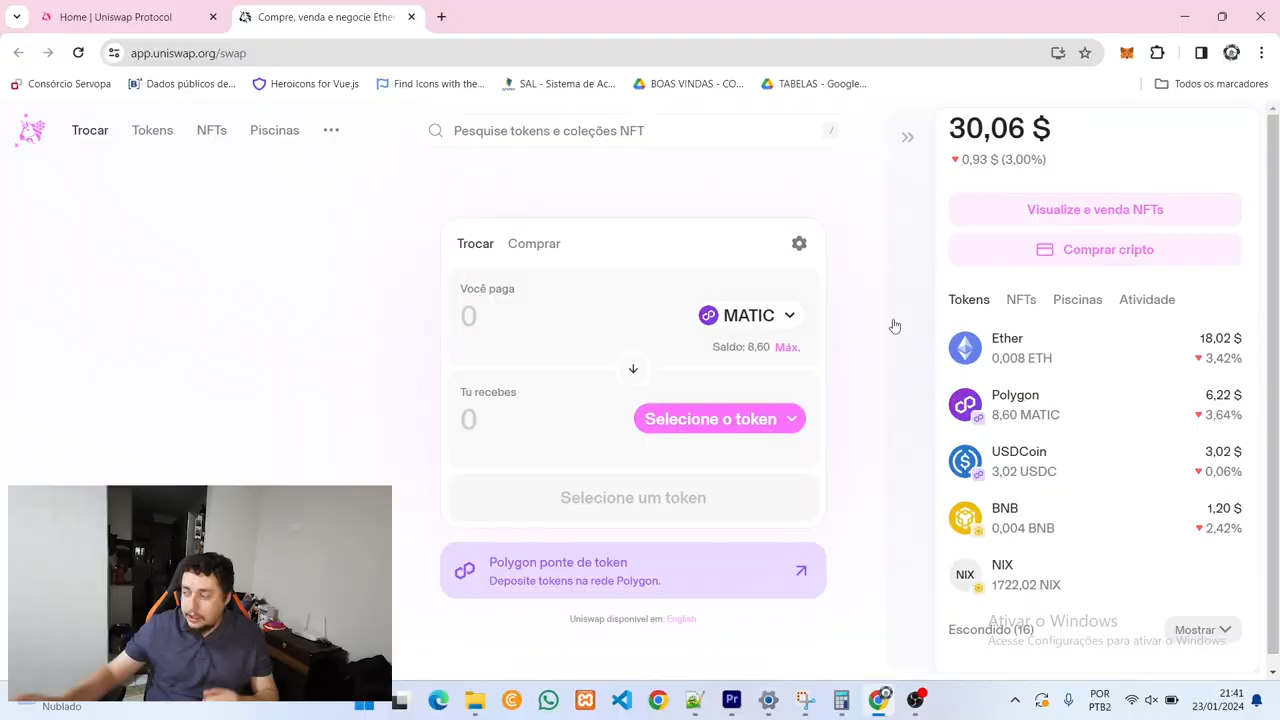 Home | Uniswap Protocol
Compre, venda e negocie Ether
app.uniswap.org/swap
Consórcio Servopa
Dados públicos de...
Heroicons for Vue.js
Find Icons with the...
SAL - Sistema de Ac...
BOAS VINDAS - CO...
TABELAS - Google...
Todos os marcadores
Trocar
Tokens
NFTs
Piscinas
Pesquise tokens e coleções NFT
/
30,06 $
0,93 $ (3,00%)
Visualize e venda NFTs
Comprar cripto
Trocar
Comprar
Você paga
0
MATIC
Saldo: 8,60 Máx.
Tu recebes
0
Selecione o token
Selecione um token
Polygon ponte de token
Deposite tokens na rede Polygon.
Uniswap disponível em: English
Tokens
NFTs
Piscinas
Atividade
Ether
18,02 $
0,008 ETH
3,42%
Polygon
6,22 $
8,60 MATIC
3,64%
USDCoin
3,02 $
3,02 USDC
0,06%
BNB
1,20 $
0,004 BNB
2,42%
NIX
NIX
1722,02 NIX
Ativar o Windows
Escondido (16)
Mostrar
Acesse Configurações para ativar o Windows.
Nublado
POR
PTB2
21:41
23/01/2024